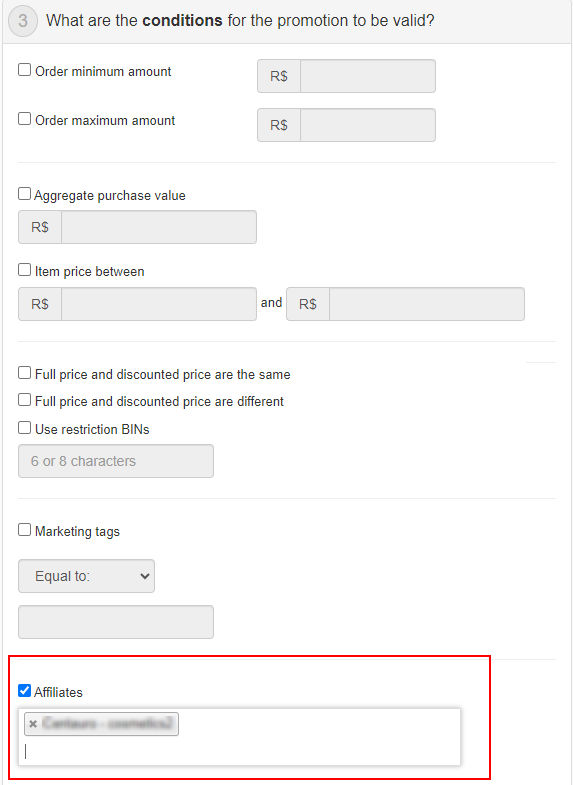 3 What are the conditions for the promotion to be valid?
Order minimum amount R$
Order maximum amount R$
Aggregate purchase value
R$
Item price between
R$ and R$
Full price and discounted price are the same
Full price and discounted price are different
Use restriction BINs
6 or 8 characters
Marketing tags
Equal to:
Affiliates
×